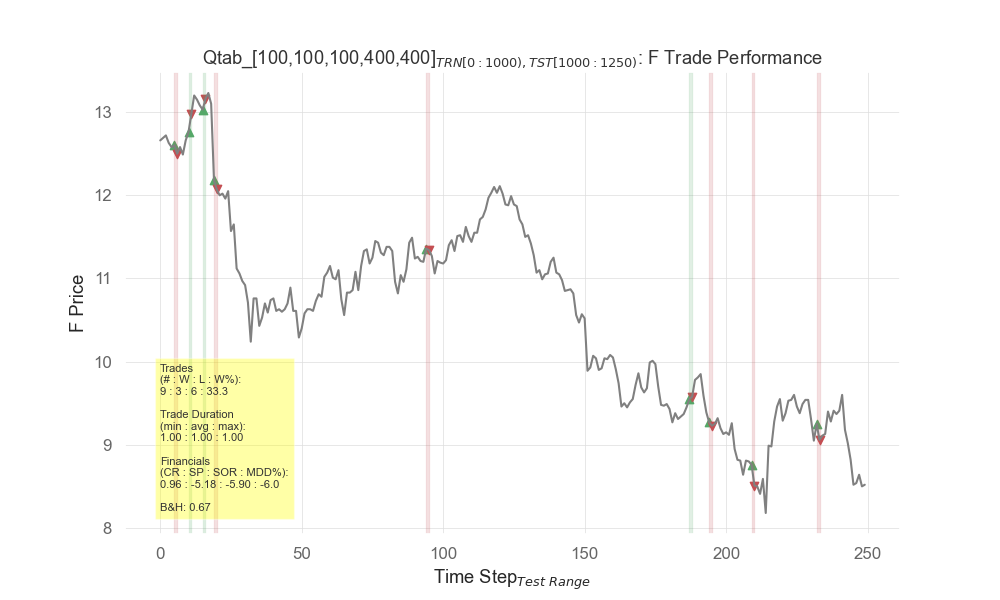 Qtab_[100,100,100,400,400]TRN[0 : 1000), TST[1000 : 1250): F Trade Performance
F Price
13
12
11
10
9
8
Trades
(# : W : L : W%):
9 : 3 : 6 : 33.3
Trade Duration
(min : avg : max):
1.00 : 1.00 : 1.00
Financials
(CR : SP : SOR : MDD%):
0.96 : -5.18 : -5.90 : -6.0
B&H: 0.67
0 50 100 150 200 250
Time StepTest Range